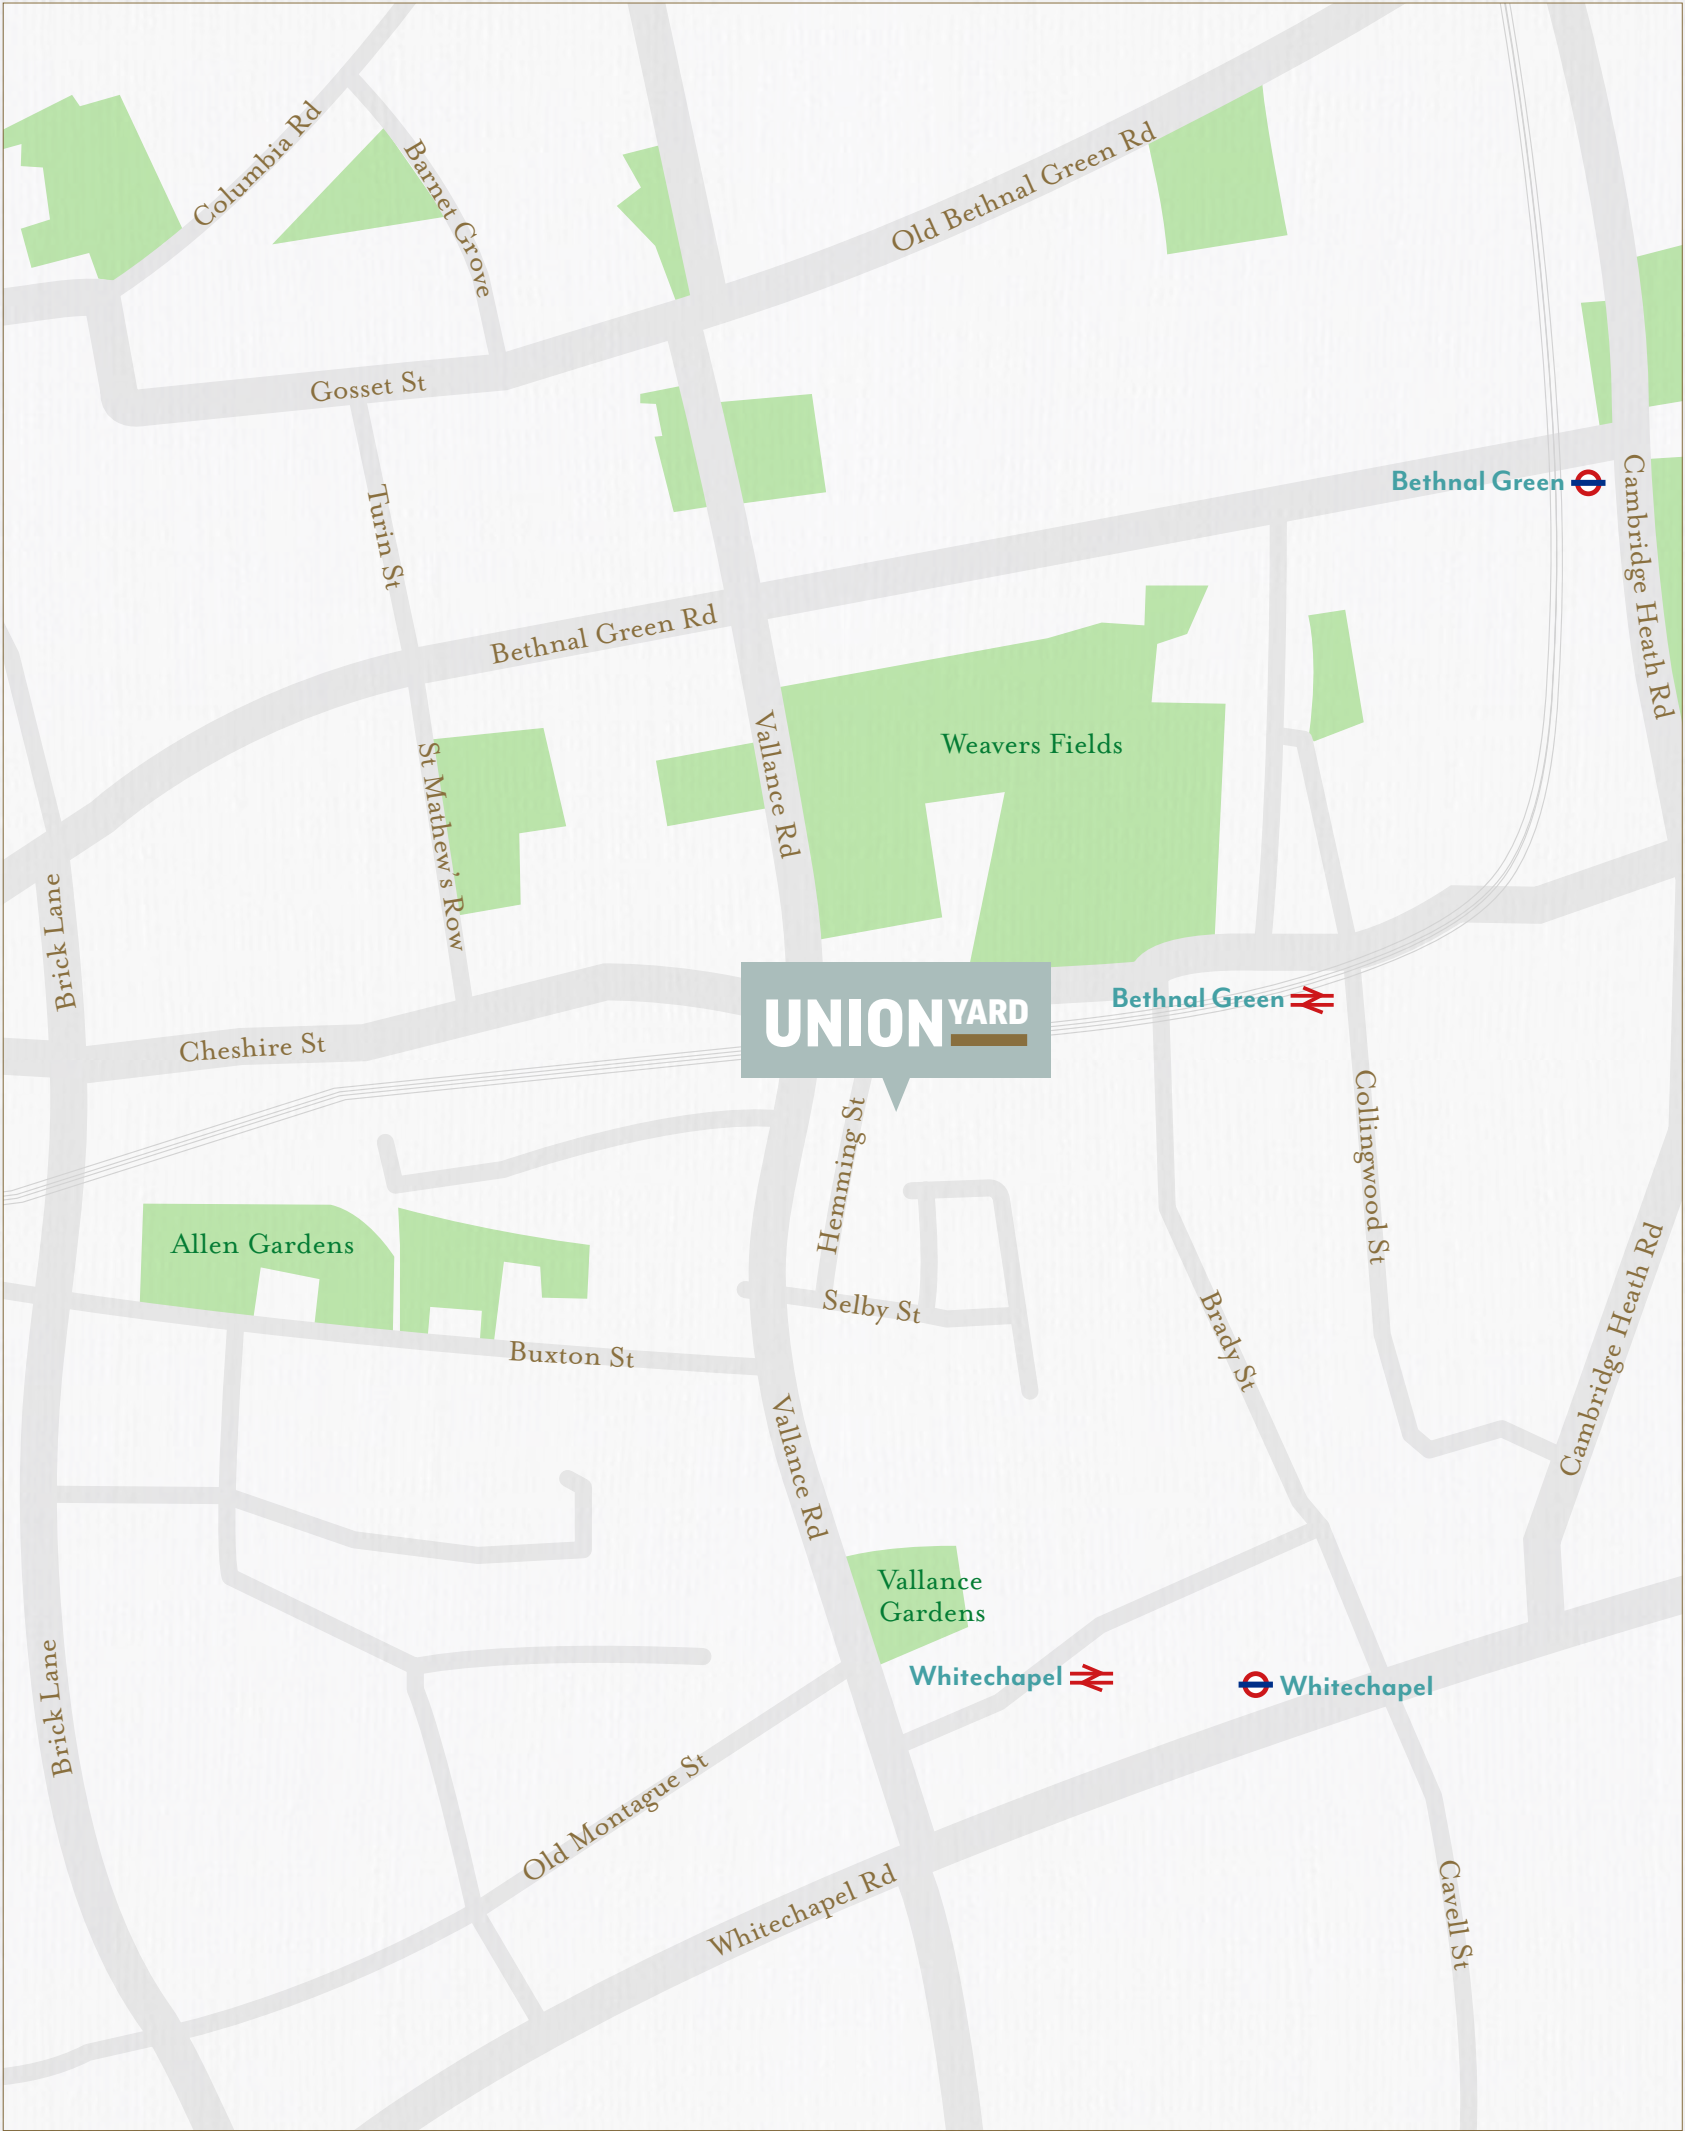 Columbia Rd
Barnet Grove
Old Bethnal Green Rd
Gosset St
Turin St
Bethnal Green
Cambridge Heath Rd
Bethnal Green Rd
Vallance Rd
Weavers Fields
St Mathew's Row
Brick Lane
UNION YARD
Bethnal Green
Cheshire St
Hemming St
Collingwood St
Allen Gardens
Selby St
Buxton St
Brady St
Cambridge Heath Rd
Vallance Rd
Vallance
Gardens
Brick Lane
Whitechapel
Whitechapel
Old Montague St
Whitechapel Rd
Cavell St